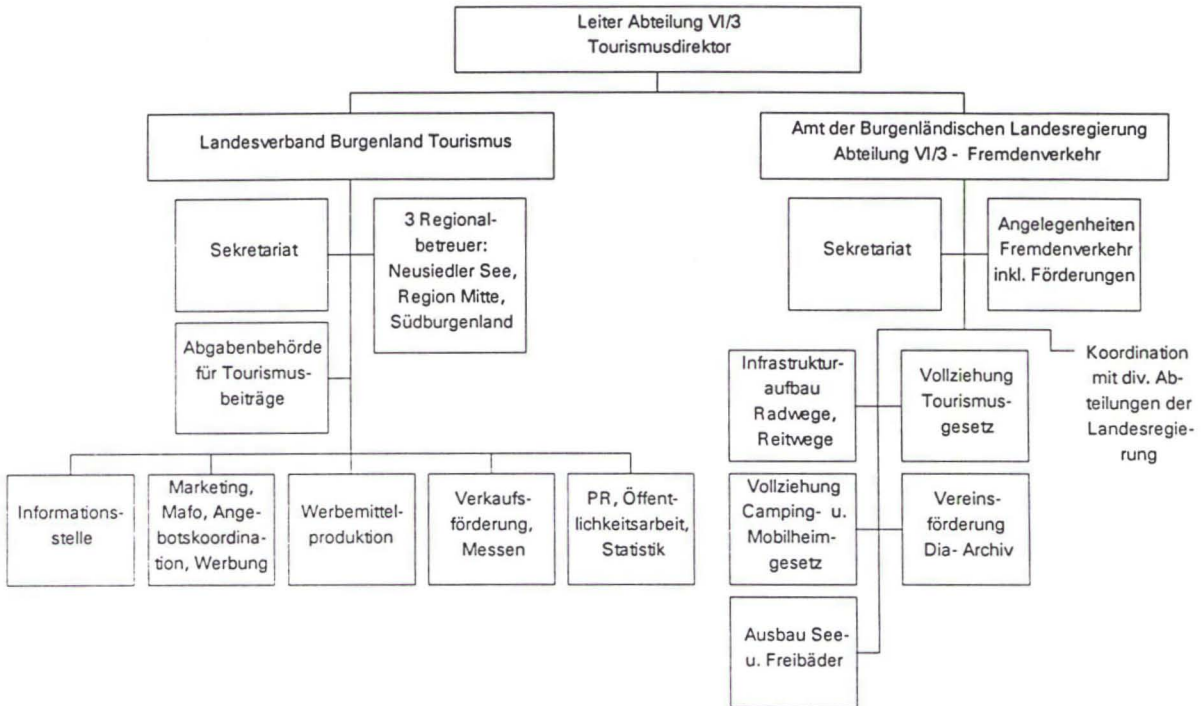 Leiter Abteilung VI/3
Tourismusdirektor
Landesverband Burgenland Tourismus
Amt der Burgenländischen Landesregierung
Abteilung VI/3 - Fremdenverkehr
Sekretariat
3 Regional-
betreuer:
Neusiedler See,
Region Mitte,
Südburgenland
Sekretariat
Angelegenheiten
Fremdenverkehr
inkl. Förderungen
Abgabenbehörde
für Tourismus-
beiträge
Infrastruktur-
aufbau
Radwege,
Reitwege
Vollziehung
Tourismus-
gesetz
Koordination
mit div. Ab-
teilungen der
Landesregie-
rung
Informations-
stelle
Marketing,
Mafo, Ange-
botskoordina-
tion, Werbung
Werbemittel-
produktion
Verkaufs-
förderung,
Messen
PR, Öffent-
lichkeitsarbeit,
Statistik
Vollziehung
Camping- u.
Mobilheim-
gesetz
Vereins-
förderung
Dia- Archiv
Ausbau See-
u. Freibäder